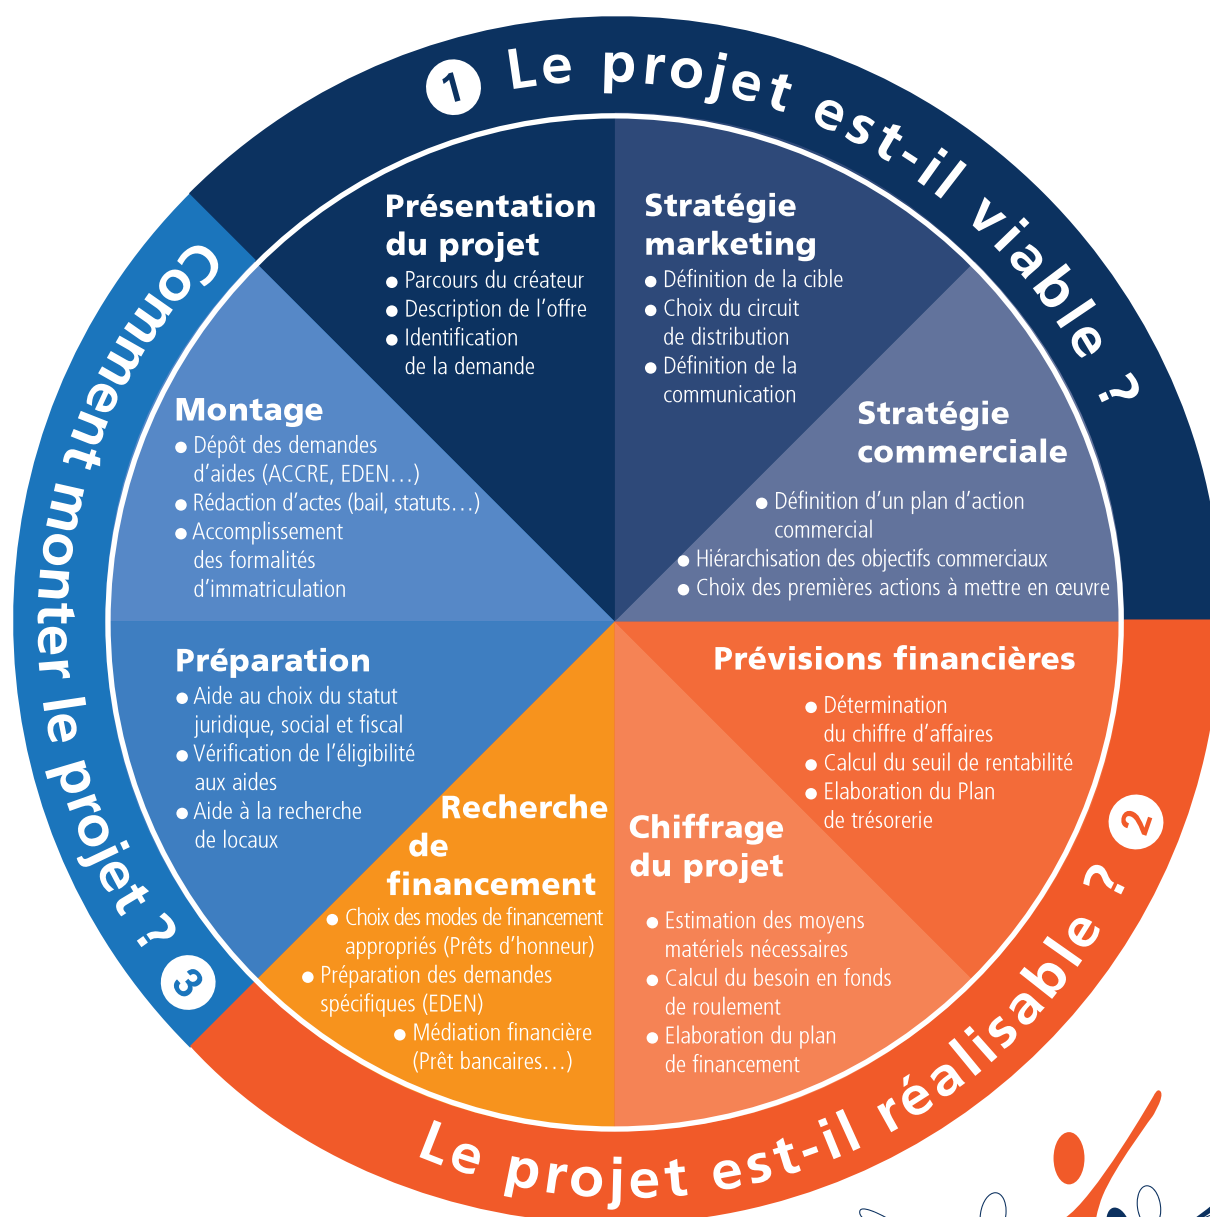 1 Le projet est-il viable ?
Présentation
du projet
● Parcours du créateur
● Description de l’offre
● Identification
de la demande
Stratégie
marketing
● Définition de la cible
● Choix du circuit
de distribution
● Définition de la
communication
Stratégie
commerciale
● Définition d’un plan d’action
commercial
● Hiérarchisation des objectifs commerciaux
● Choix des premières actions à mettre en œuvre
2 Le projet est-il réalisable ?
Prévisions financières
● Détermination
du chiffre d’affaires
● Calcul du seuil de rentabilité
● Elaboration du Plan
de trésorerie
Chiffrage
du projet
● Estimation des moyens
matériels nécessaires
● Calcul du besoin en fonds
de roulement
● Elaboration du plan
de financement
Recherche
de
financement
● Choix des modes de financement
appropriés (Prêts d’honneur)
● Préparation des demandes
spécifiques (EDEN)
● Médiation financière
(Prêt bancaires…)
3 Comment monter le projet ?
Préparation
● Aide au choix du statut
juridique, social et fiscal
● Vérification de l’éligibilité
aux aides
● Aide à la recherche
de locaux
Montage
● Dépôt des demandes
d’aides (ACCRE, EDEN…)
● Rédaction d’actes (bail, statuts…)
● Accomplissement
des formalités
d’immatriculation